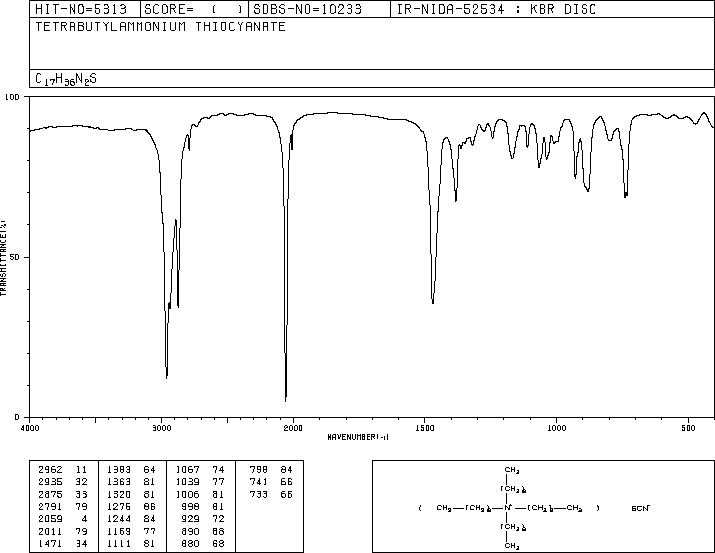 HIT-NO=5313 SCORE= ( ) SDBS-NO=10233 IR-NIDA-52534 : KBR DISC
TETRABUTYLAMMONIUM THIOCYANATE
C17H36N2S
100
50
0
TRANSMITTANCE(%)
4000 3000 2000 1500 1000 500
WAVENUMBER(-1)
2962 11 1383 64 1067 74 798 84
2935 32 1363 81 1039 77 741 66
2875 33 1320 81 1006 81 733 66
2791 79 1276 86 998 81
2059 4 1244 84 929 72
2011 79 1169 77 890 68
1471 34 1111 81 880 68
CH3
(CH2)3
( CH3—(CH2)3—N+—(CH2)3—CH3 ) SCN-
(CH2)3
CH3